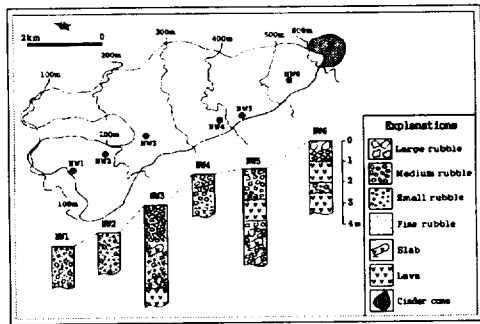 2km 0
100m
200m
300m
400m
500m
600m
NW1
NW2
200m
NW3
NW4
NW5
NW6
100m
NW1
NW2
NW3
NW4
NW5
NW6
0
1
2
3
4m
Explanations
Large rubble
Medium rubble
Small rubble
Fine rubble
Slab
Lava
Cinder cone